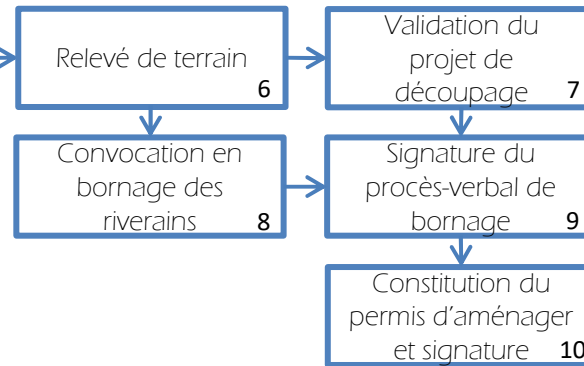 Relevé de terrain
6
Validation du
projet de
découpage 7
Convocation en
bornage des
riverains 8
Signature du
procès-verbal de
bornage 9
Constitution du
permis d'aménager
et signature 10